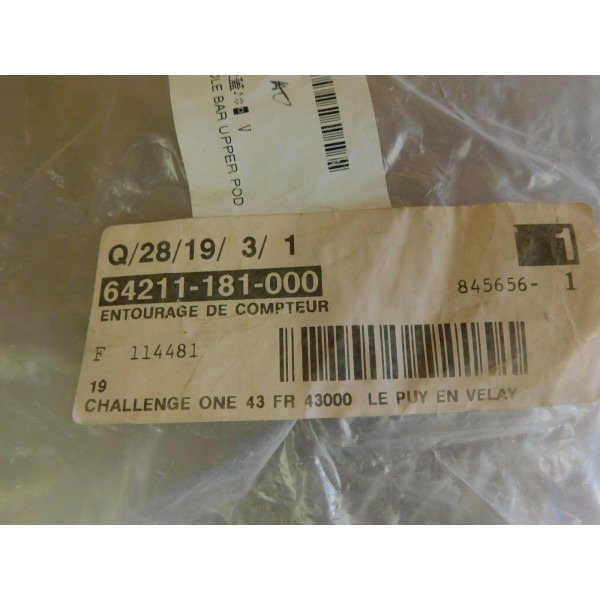 V
DLE BAR UPPER POD
Q/28/19/ 3/ 1
1
64211-181-000
845656- 1
ENTOURAGE DE COMPTEUR
F 114481
19
CHALLENGE ONE 43 FR 43000 LE PUY EN VELAY